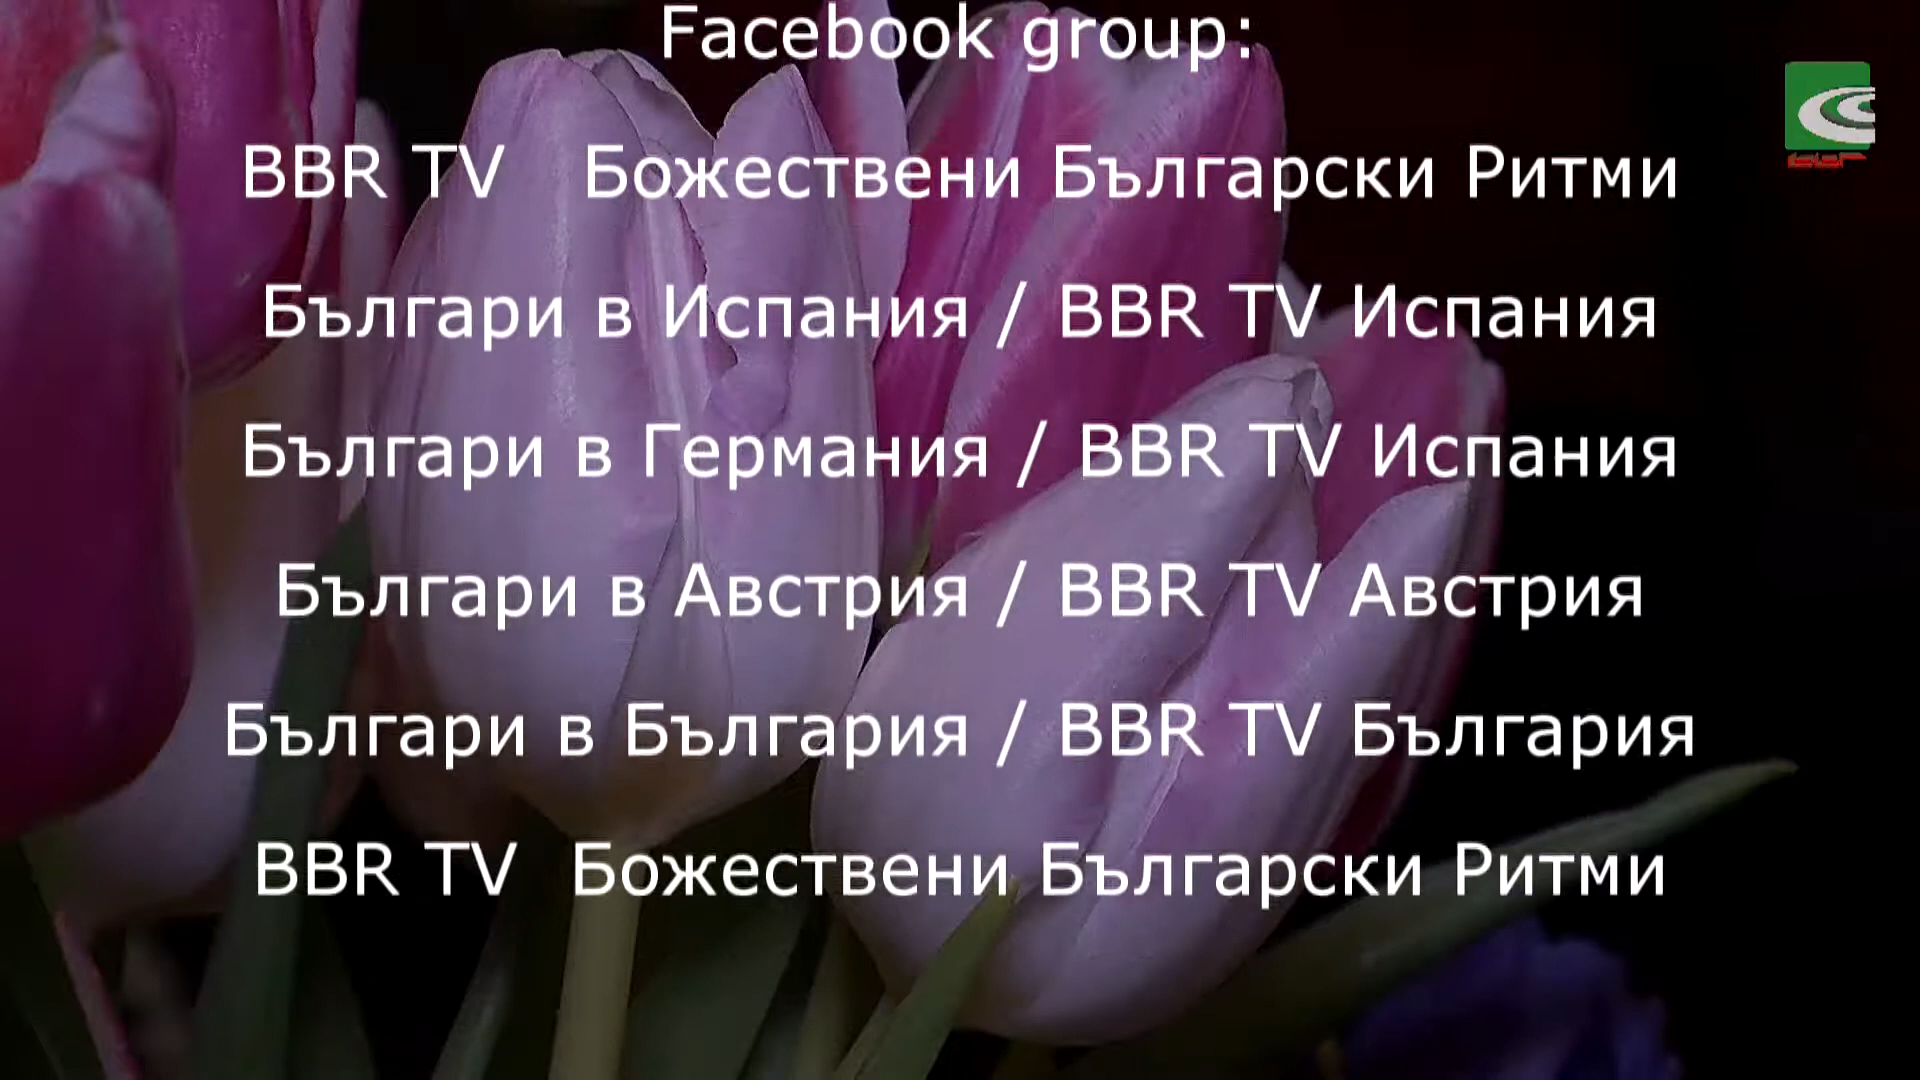 Facebook group:
BBR TV Божествени Български Ритми
Българи в Испания / BBR TV Испания
Българи в Германия / BBR TV Испания
Българи в Австрия / BBR TV Австрия
Българи в България / BBR TV България
BBR TV Божествени Български Ритми